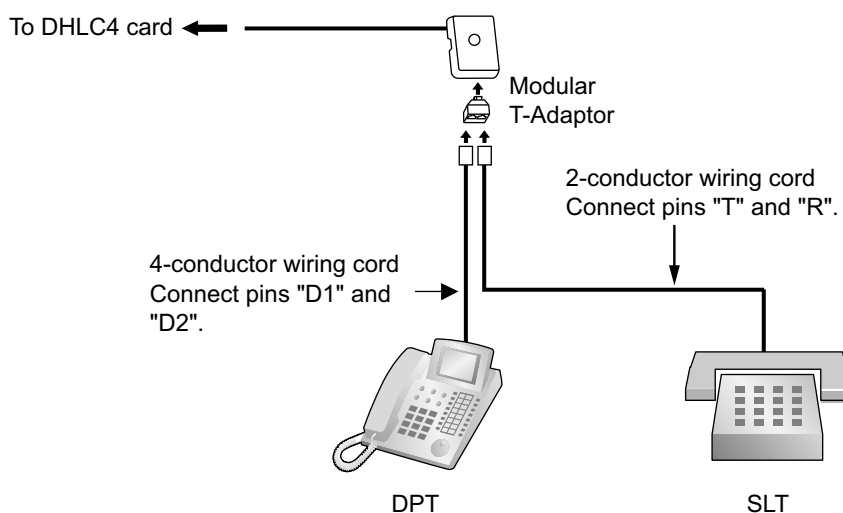 To DHLC4 card
Modular
T-Adaptor
2-conductor wiring cord
Connect pins "T" and "R".
4-conductor wiring cord
Connect pins "D1" and
"D2".
DPT
SLT